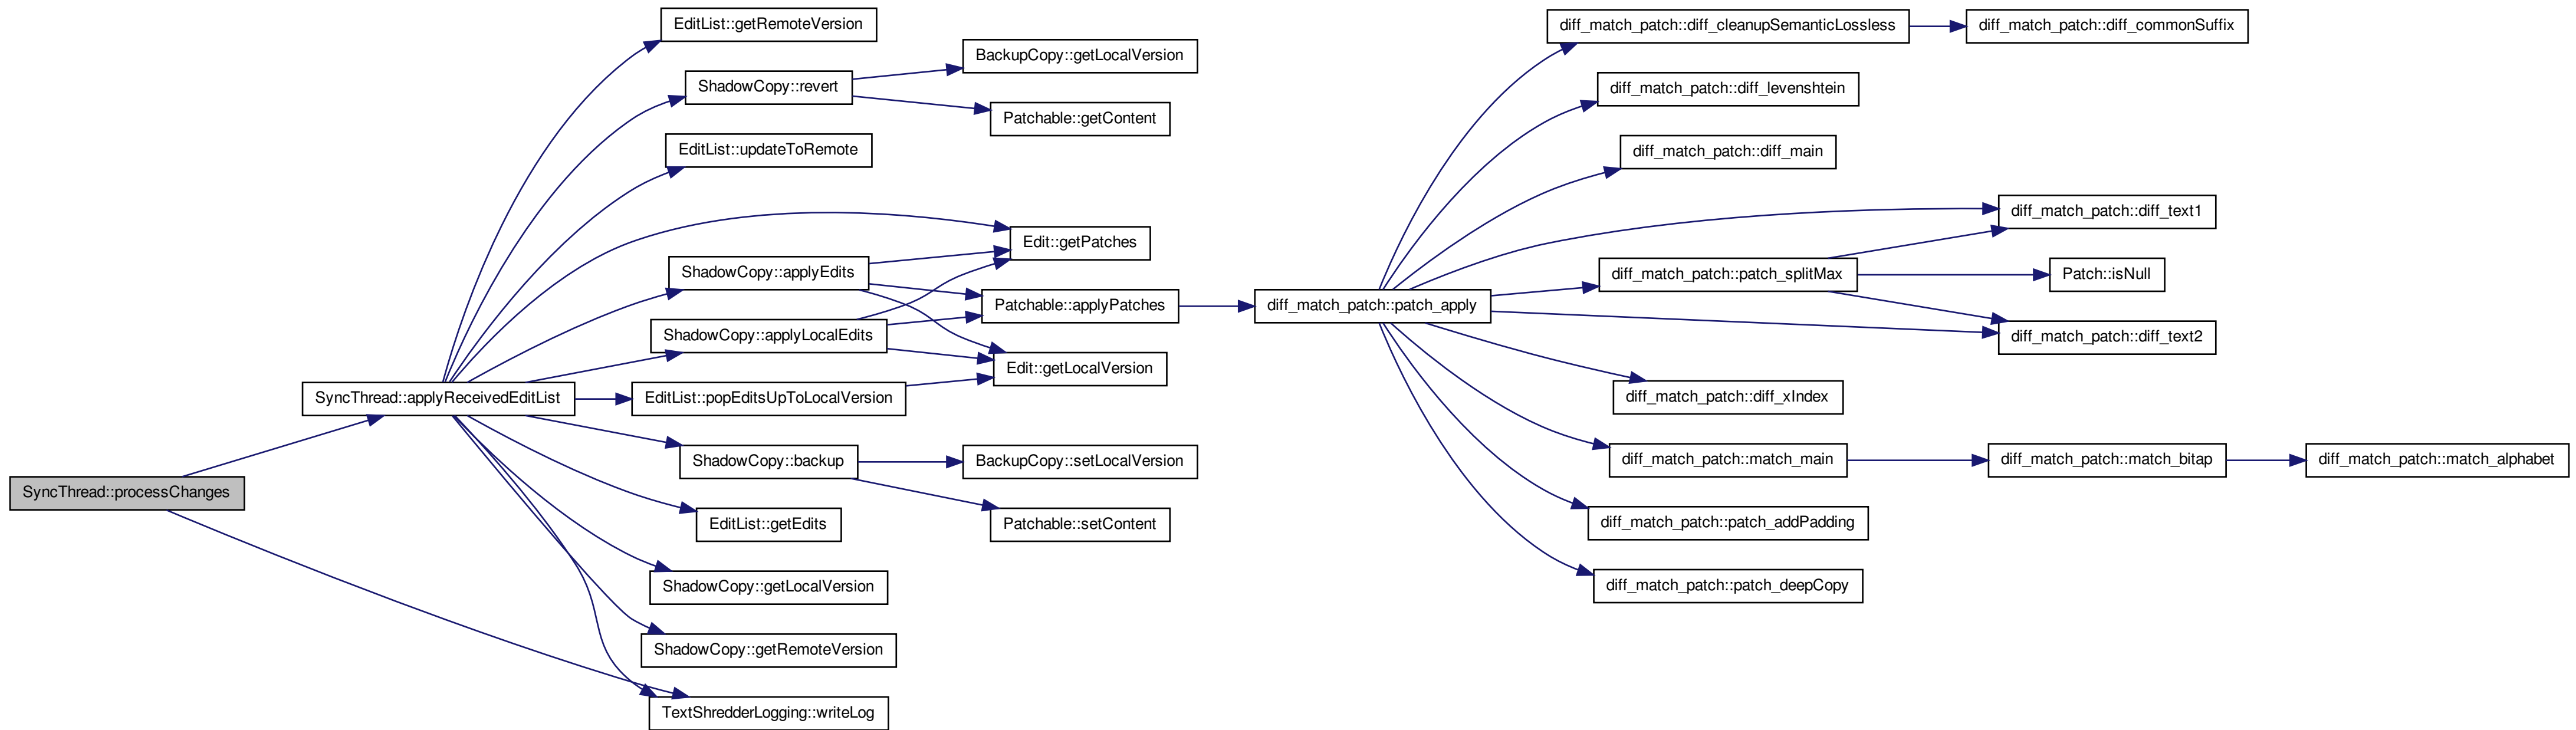 SyncThread::processChanges
SyncThread::applyReceivedEditList
EditList::getRemoteVersion
ShadowCopy::revert
EditList::updateToRemote
ShadowCopy::applyEdits
ShadowCopy::applyLocalEdits
EditList::popEditsUpToLocalVersion
ShadowCopy::backup
EditList::getEdits
ShadowCopy::getLocalVersion
ShadowCopy::getRemoteVersion
TextShredderLogging::writeLog
BackupCopy::getLocalVersion
Patchable::getContent
Edit::getPatches
Patchable::applyPatches
Edit::getLocalVersion
BackupCopy::setLocalVersion
Patchable::setContent
diff_match_patch::patch_apply
diff_match_patch::diff_cleanupSemanticLossless
diff_match_patch::diff_levenshtein
diff_match_patch::diff_main
diff_match_patch::patch_splitMax
diff_match_patch::diff_xIndex
diff_match_patch::match_main
diff_match_patch::patch_addPadding
diff_match_patch::patch_deepCopy
diff_match_patch::diff_commonSuffix
diff_match_patch::diff_text1
Patch::isNull
diff_match_patch::diff_text2
diff_match_patch::match_bitap
diff_match_patch::match_alphabet